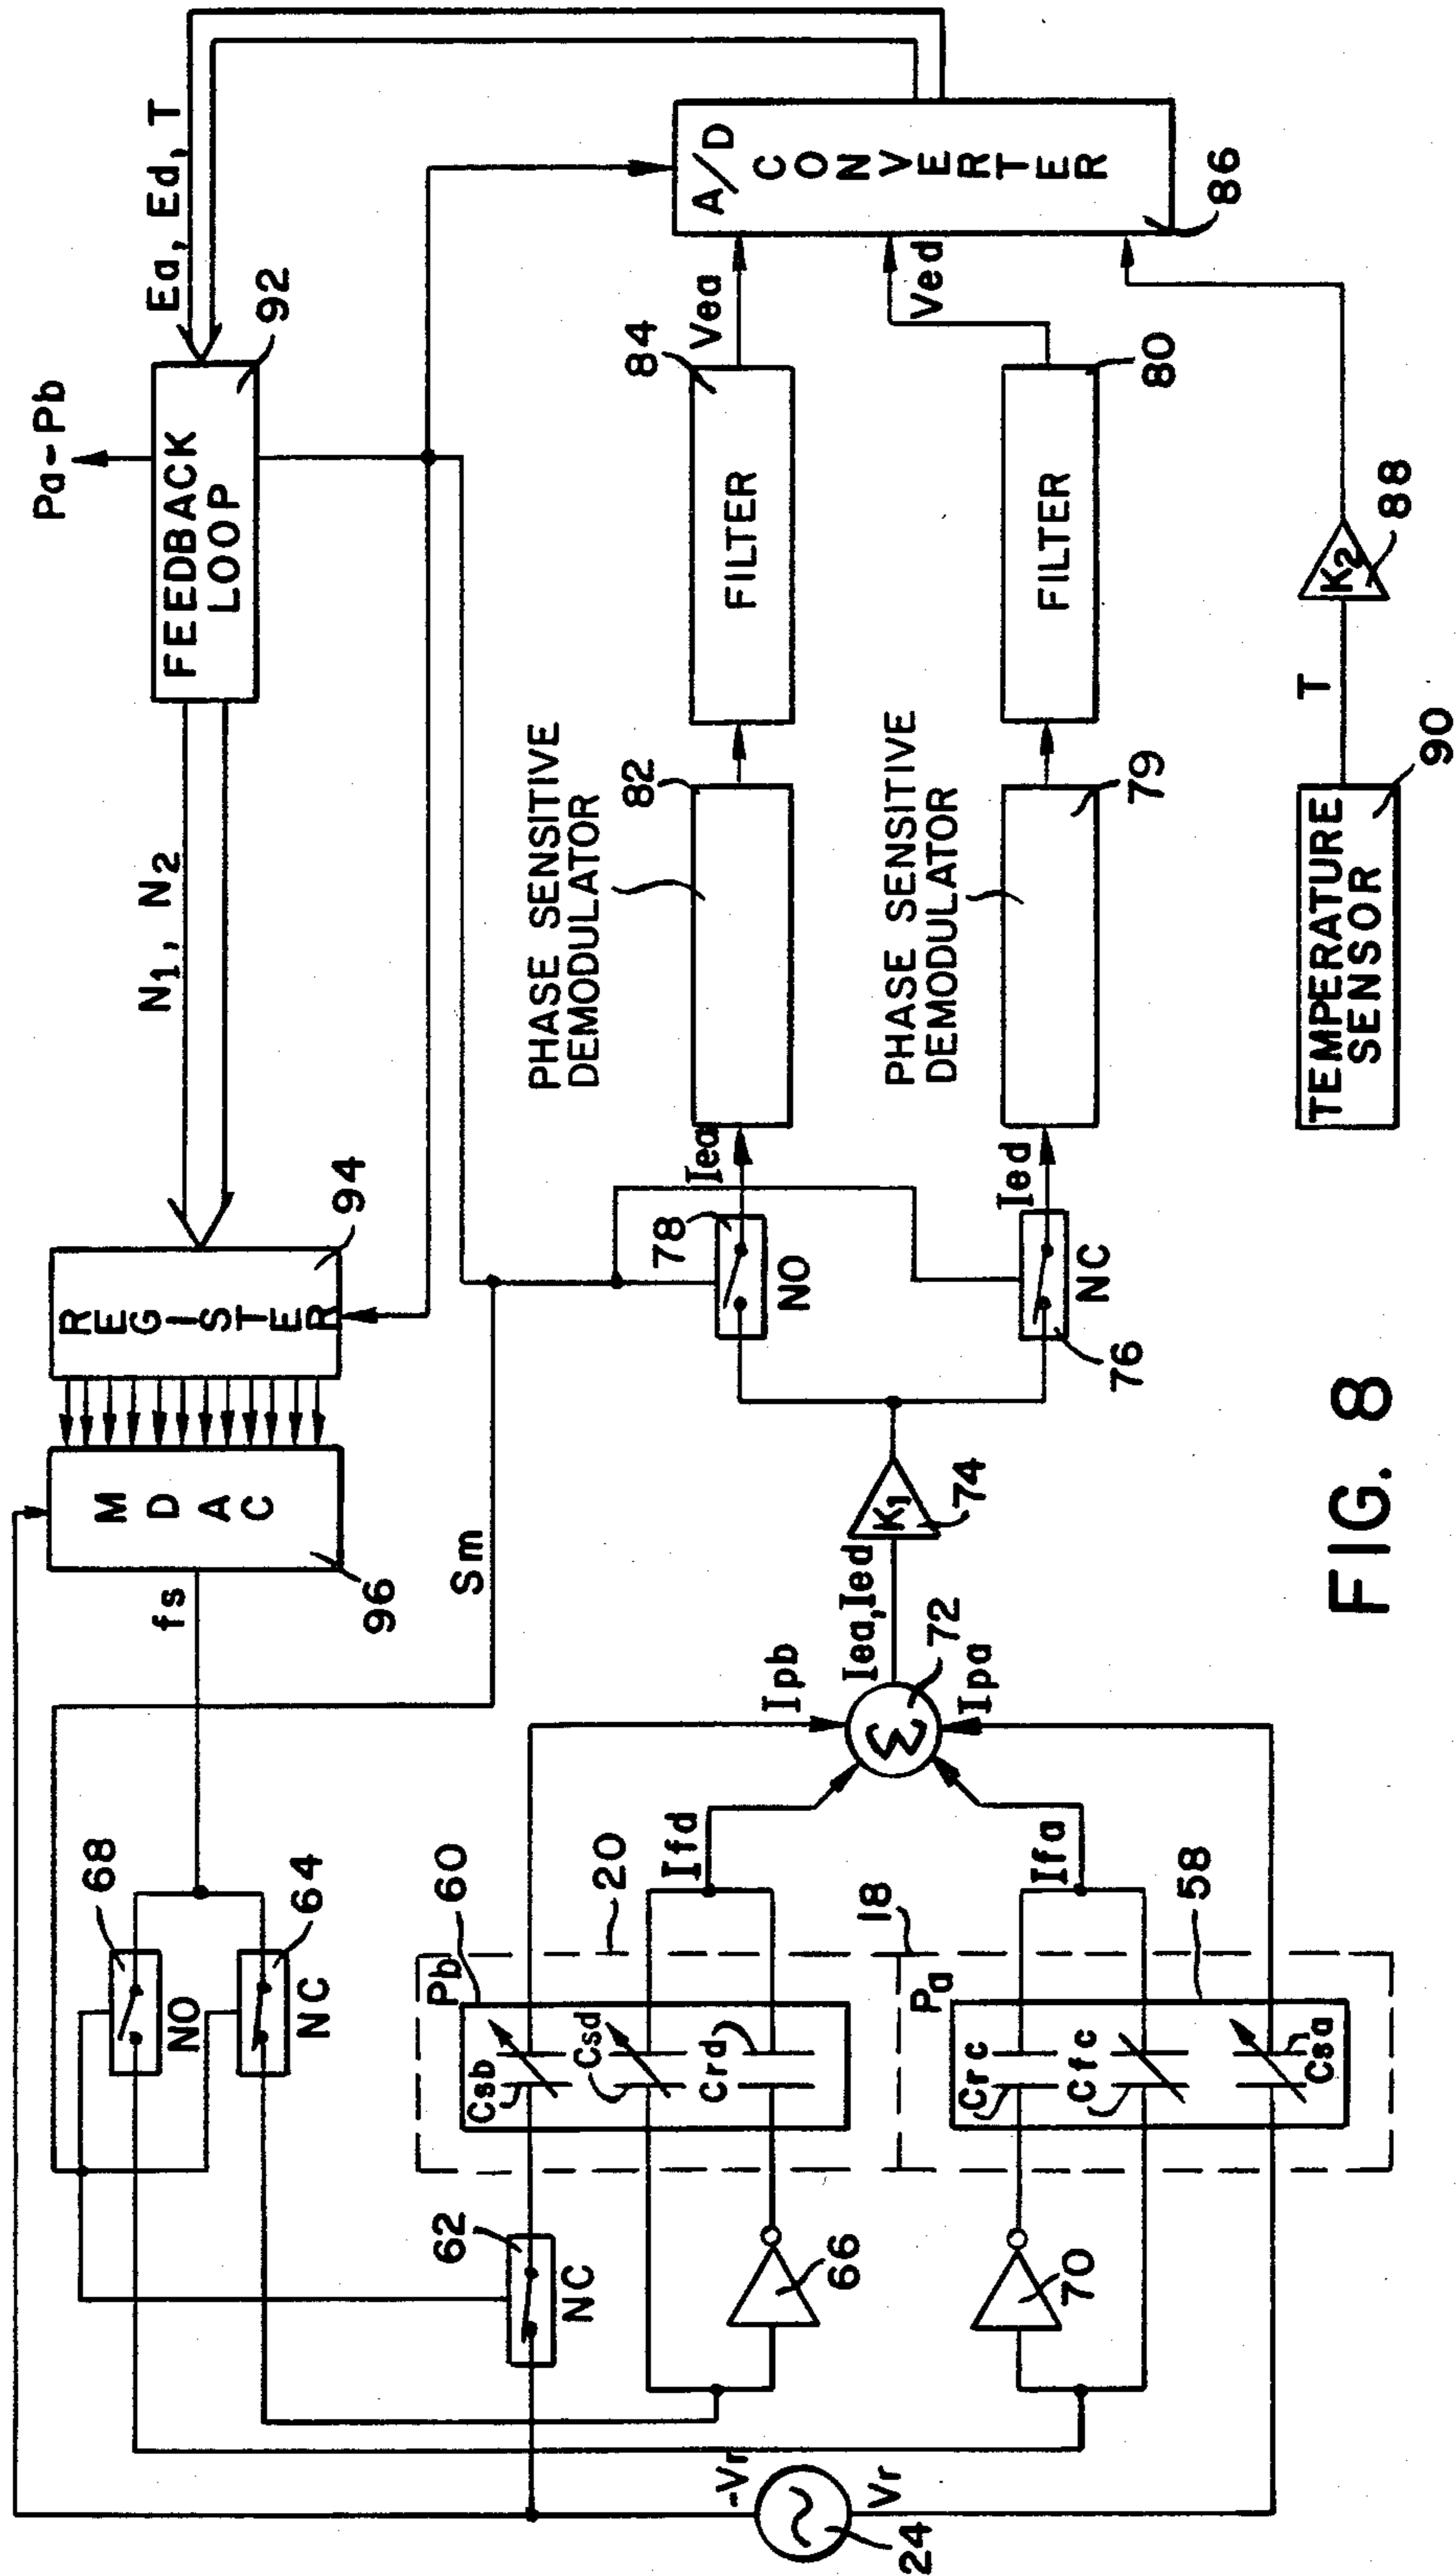 68
NO
64
NC
fs
96
MDAC
REGISTER
94
N1, N2
FEEDBACK
LOOP
92
Pa-Pb
Ea, Ed, T
Sm
62
NC
60
Pb
Csb
Csd
Crd
20
Ifd
66
Ipb
72
Σ
Iea,Ied
Ipa
K1
74
78
NO
Iea
76
NC
Ied
PHASE SENSITIVE
DEMODULATOR
82
84
FILTER
Vea
PHASE SENSITIVE
DEMODULATOR
79
80
FILTER
Ved
A/D
CONVERTER
86
-Vr
Vr
24
70
18
Pa
Crc
Cfc
Csa
58
Ifa
TEMPERATURE
SENSOR
90
T
K2
88
FIG. 8